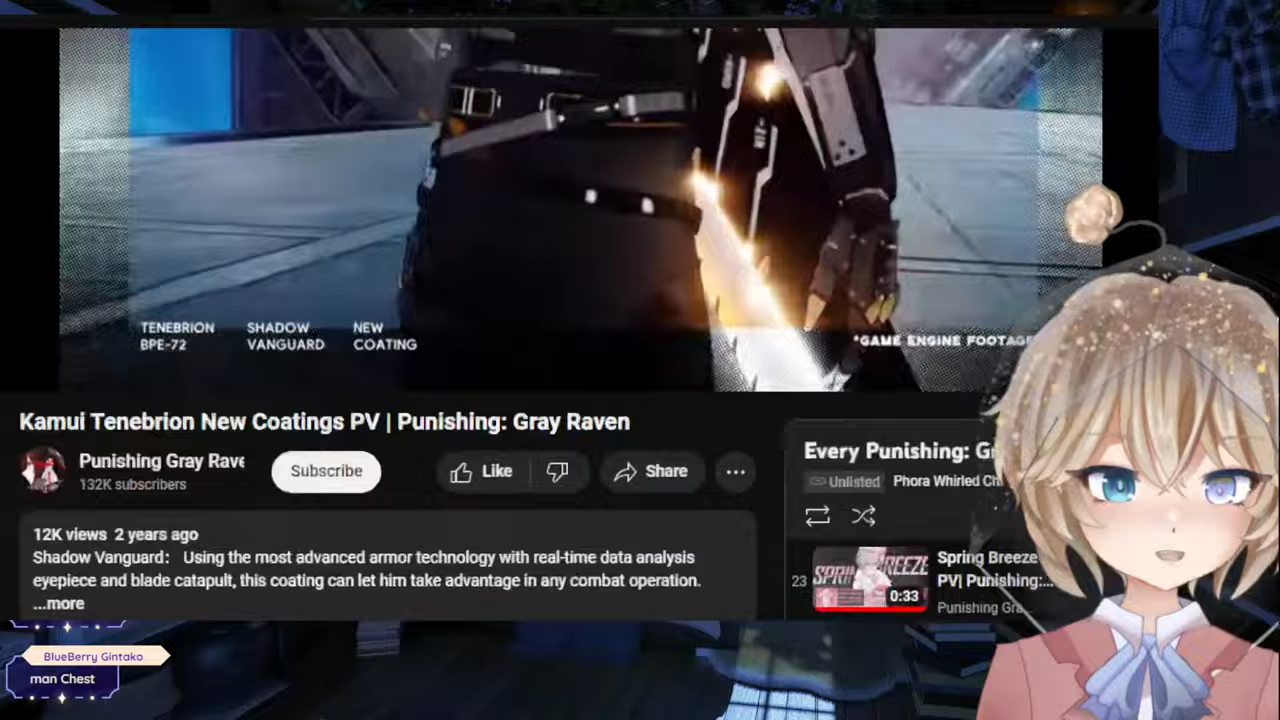 TENEBRION
BPE-72
SHADOW
VANGUARD
NEW
COATING
*GAME ENGINE FOOTAGE
Kamui Tenebrion New Coatings PV | Punishing: Gray Raven
Punishing Gray Rave
132K subscribers
Subscribe
Like
Share
12K views 2 years ago
Shadow Vanguard: Using the most advanced armor technology with real-time data analysis
eyepiece and blade catapult, this coating can let him take advantage in any combat operation.
...more
Every Punishing: G
Unlisted
Phora Whirled Ch
23
SPRI REEZE
0:33
Spring Breeze
PV| Punishing:...
Punishing Gra
BlueBerry Gintako
man Chest